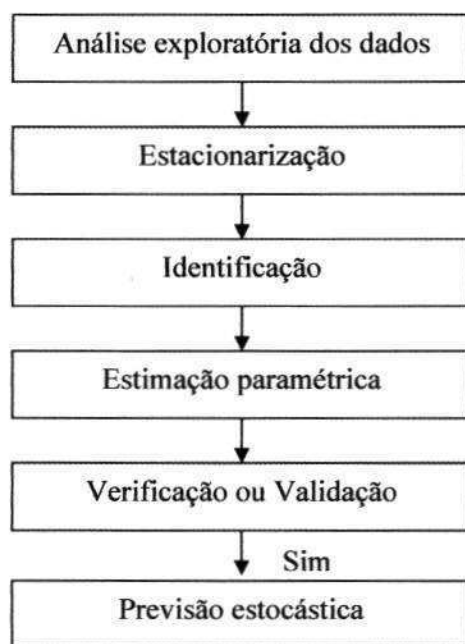 Análise exploratória dos dados
Estacionarização
Identificação
Estimação paramétrica
Verificação ou Validação
Sim
Previsão estocástica